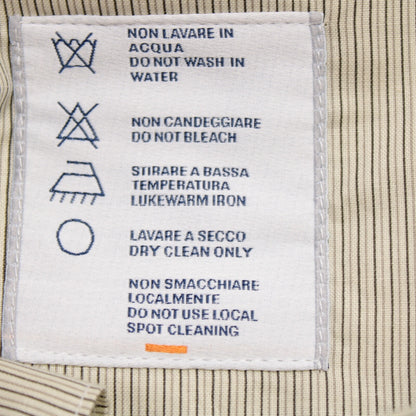 NON LAVARE IN
ACQUA
DO NOT WASH IN
WATER
NON CANDEGGIARE
DO NOT BLEACH
STIRARE A BASSA
TEMPERATURA
LUKEWARM IRON
LAVARE A SECCO
DRY CLEAN ONLY
NON SMACCHIARE
LOCALMENTE
DO NOT USE LOCAL
SPOT CLEANING